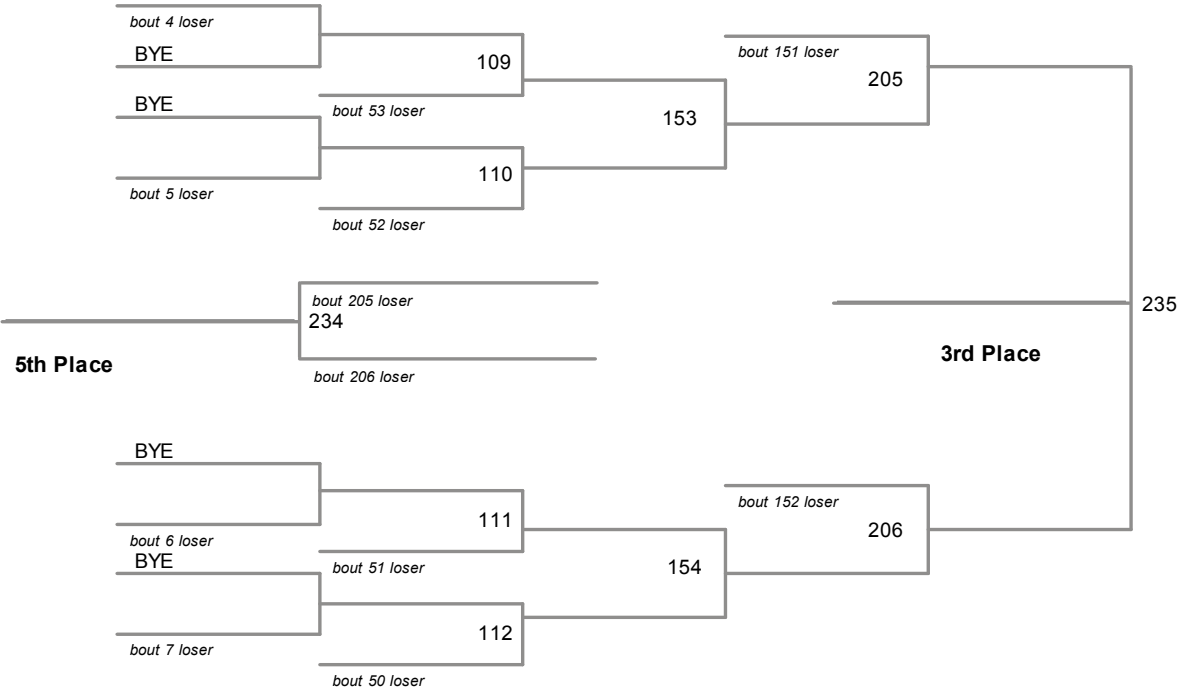 bout 4 loser
BYE
109
bout 151 loser
205
BYE
bout 53 loser
153
110
bout 5 loser
bout 52 loser
bout 205 loser
234
235
5th Place
3rd Place
bout 206 loser
BYE
111
bout 152 loser
206
bout 6 loser
BYE
bout 51 loser
154
112
bout 7 loser
bout 50 loser